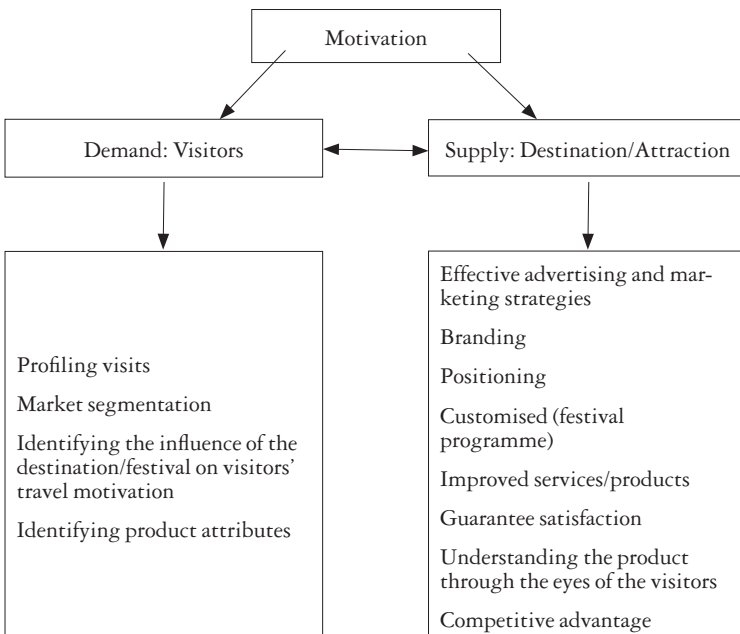 Motivation
Demand: Visitors
Supply: Destination/Attraction
Profiling visits
Market segmentation
Identifying the influence of the
destination/festival on visitors’
travel motivation
Identifying product attributes
Effective advertising and mar-
keting strategies
Branding
Positioning
Customised (festival
programme)
Improved services/products
Guarantee satisfaction
Understanding the product
through the eyes of the visitors
Competitive advantage